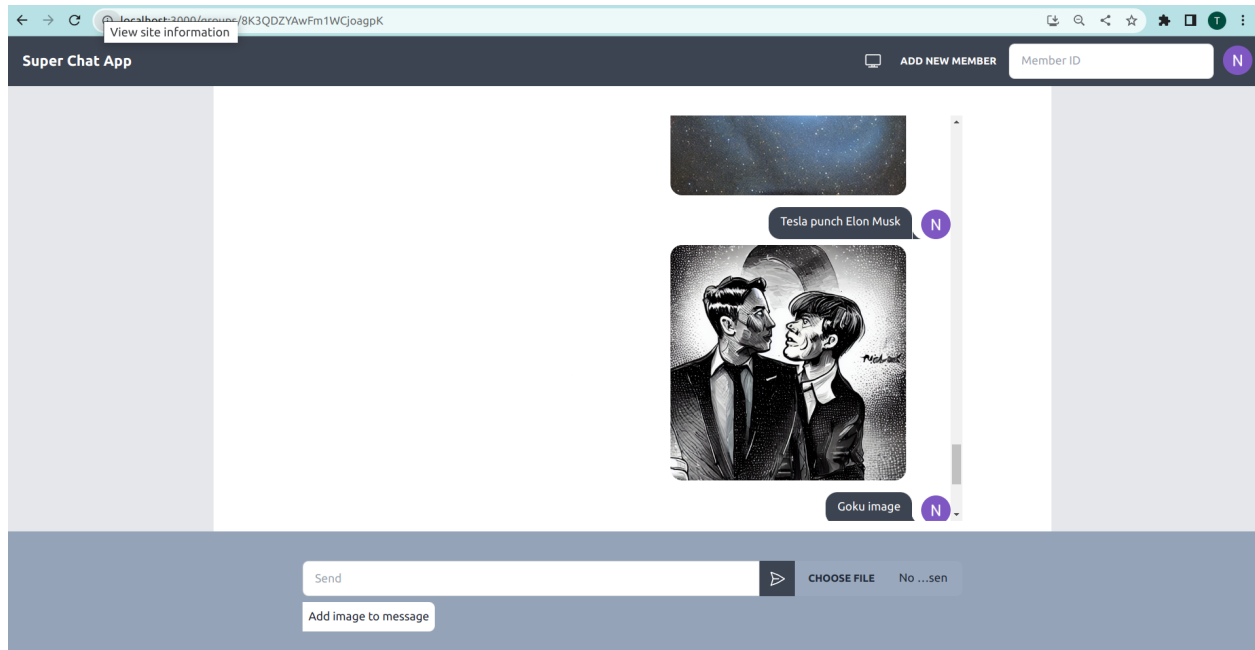 localhost:3000/groups/8K3QDZYAwFm1WCjoagpK
T
View site information
Super Chat App
ADD NEW MEMBER
Member ID
N
Tesla punch Elon Musk
N
Goku image
N
Send
CHOOSE FILE
No ...sen
Add image to message